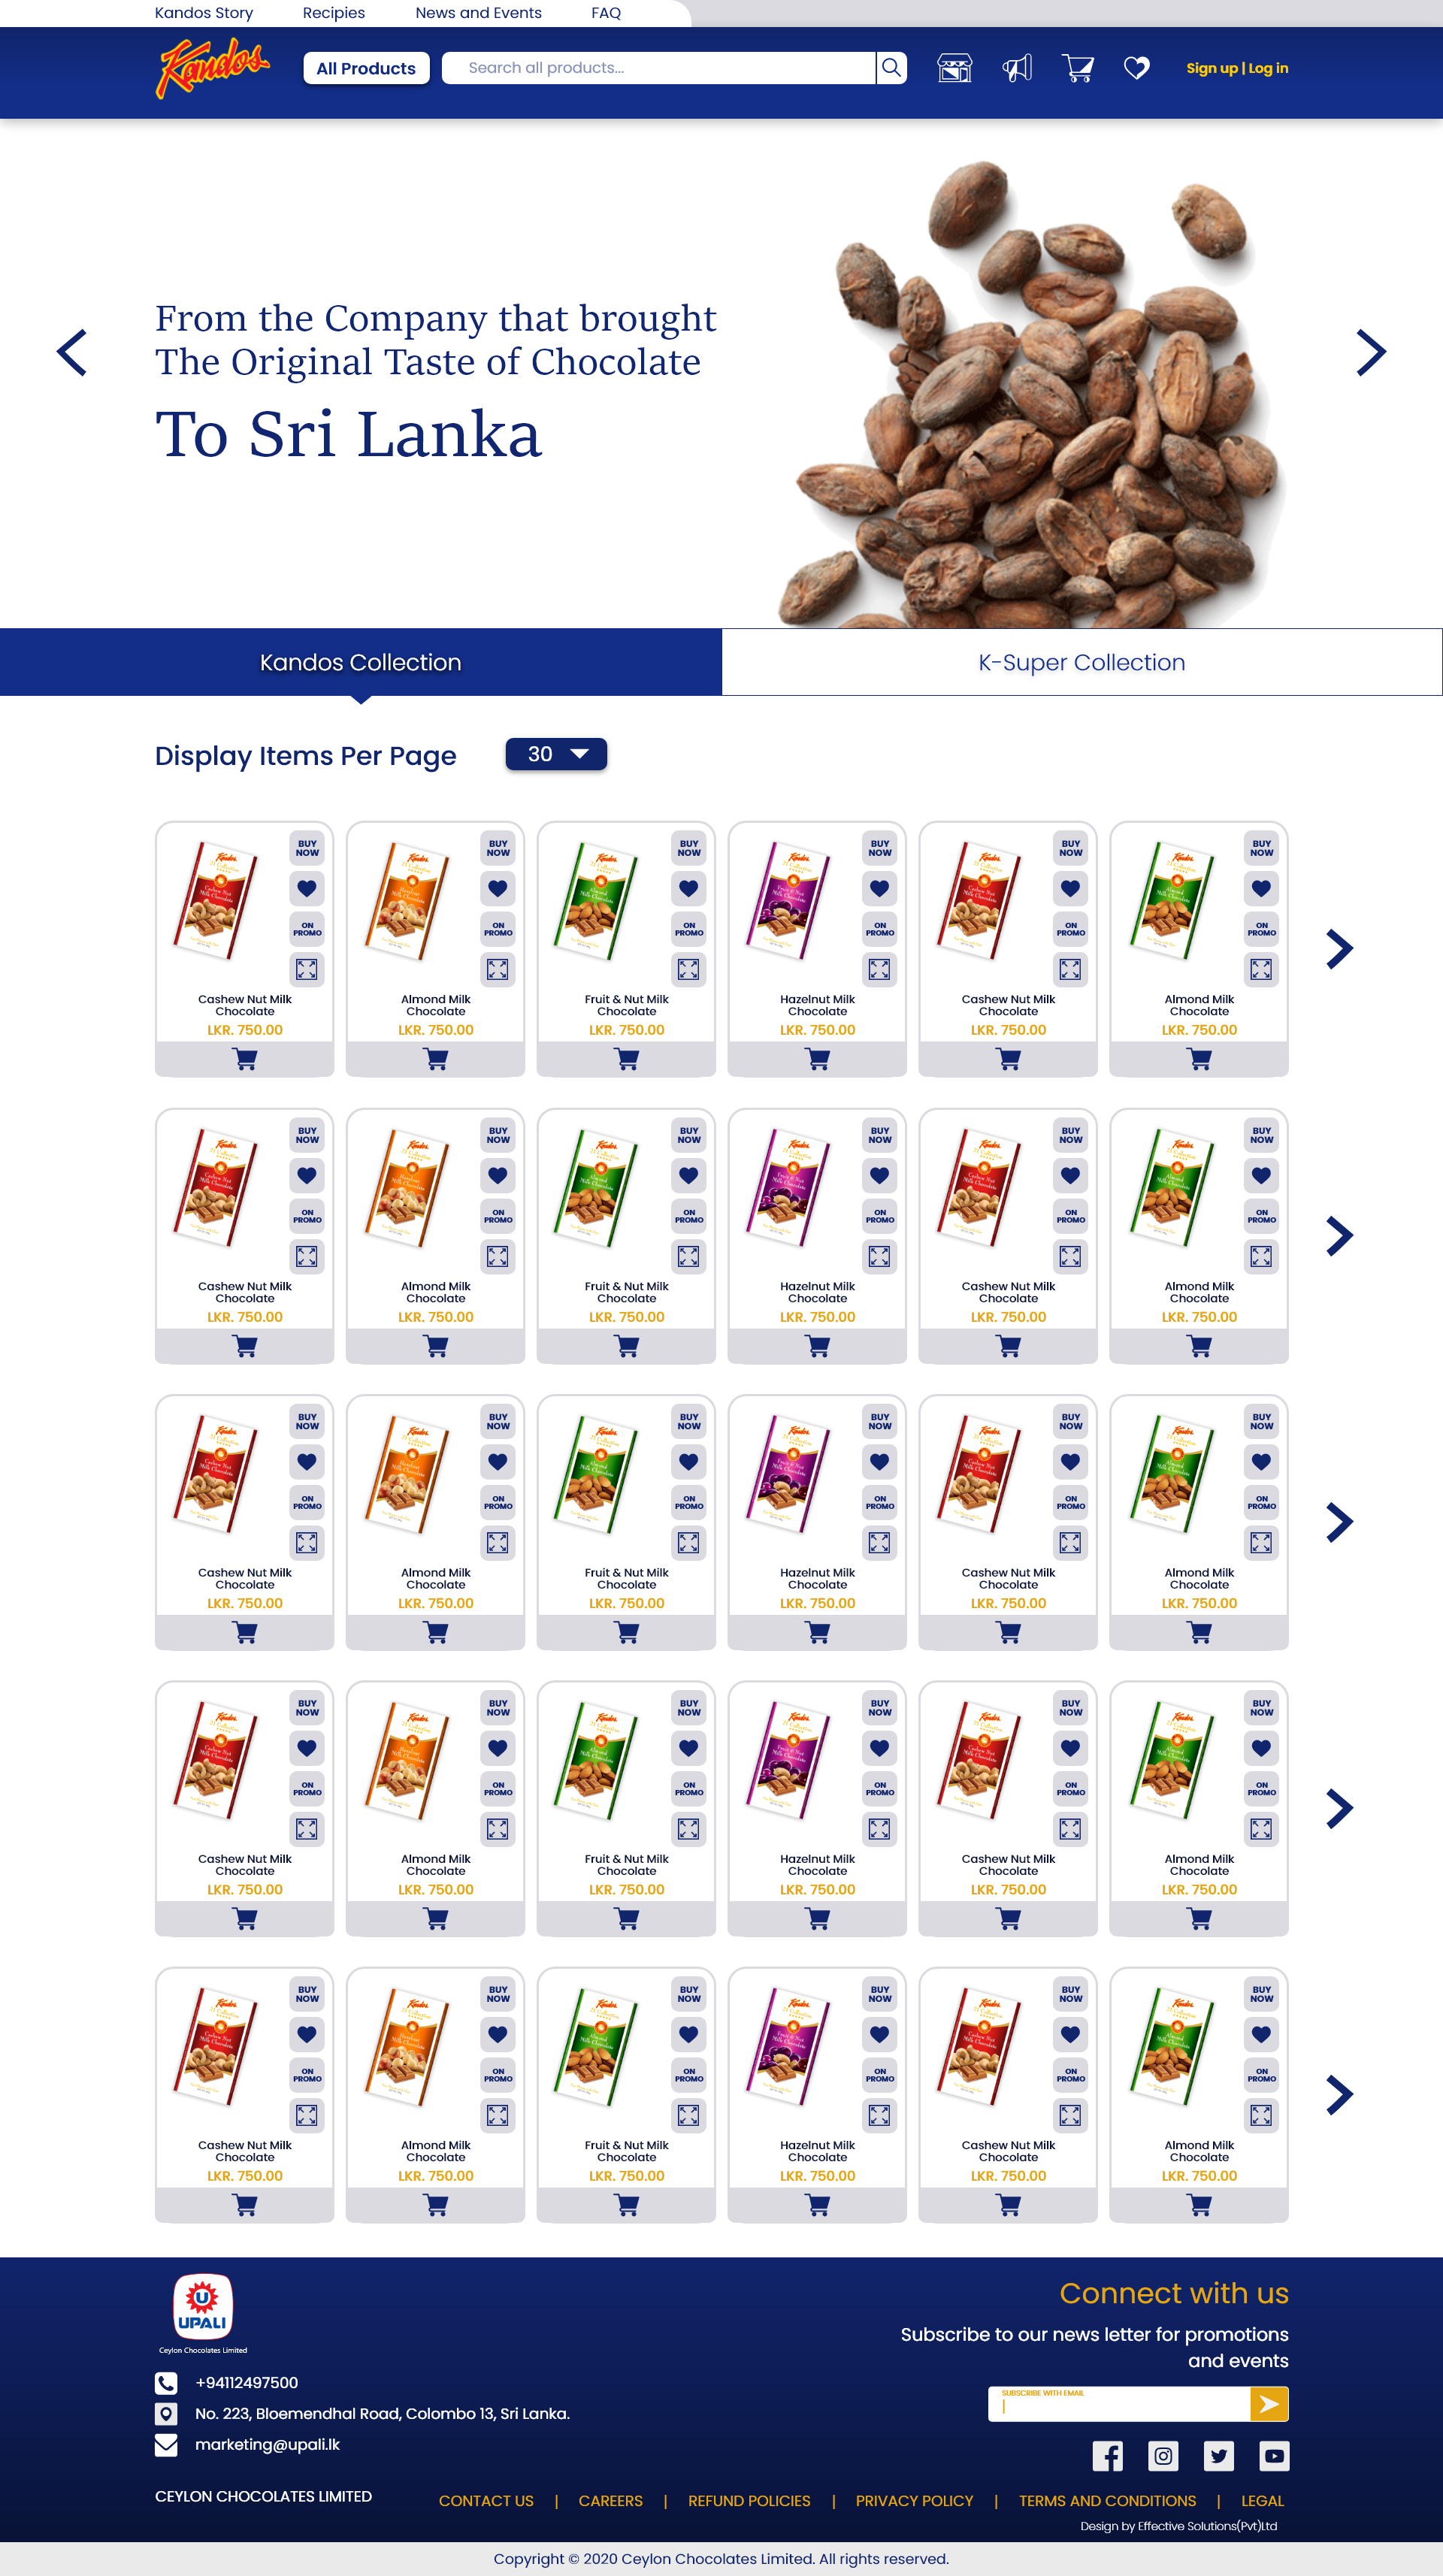 Kandos Story Recipies News and Events FAQ
Kandos All Products Search all products... Sign up | Log in
From the Company that brought
The Original Taste of Chocolate
To Sri Lanka
Kandos Collection K-Super Collection
Display Items Per Page 30
BUY NOW BUY NOW BUY NOW BUY NOW BUY NOW BUY NOW
ON PROMO ON PROMO ON PROMO ON PROMO ON PROMO ON PROMO
Cashew Nut Milk Almond Milk Fruit & Nut Milk Hazelnut Milk Cashew Nut Milk Almond Milk
Chocolate Chocolate Chocolate Chocolate Chocolate Chocolate
LKR. 750.00 LKR. 750.00 LKR. 750.00 LKR. 750.00 LKR. 750.00 LKR. 750.00
BUY NOW BUY NOW BUY NOW BUY NOW BUY NOW BUY NOW
ON PROMO ON PROMO ON PROMO ON PROMO ON PROMO ON PROMO
Cashew Nut Milk Almond Milk Fruit & Nut Milk Hazelnut Milk Cashew Nut Milk Almond Milk
Chocolate Chocolate Chocolate Chocolate Chocolate Chocolate
LKR. 750.00 LKR. 750.00 LKR. 750.00 LKR. 750.00 LKR. 750.00 LKR. 750.00
BUY NOW BUY NOW BUY NOW BUY NOW BUY NOW BUY NOW
ON PROMO ON PROMO ON PROMO ON PROMO ON PROMO ON PROMO
Cashew Nut Milk Almond Milk Fruit & Nut Milk Hazelnut Milk Cashew Nut Milk Almond Milk
Chocolate Chocolate Chocolate Chocolate Chocolate Chocolate
LKR. 750.00 LKR. 750.00 LKR. 750.00 LKR. 750.00 LKR. 750.00 LKR. 750.00
BUY NOW BUY NOW BUY NOW BUY NOW BUY NOW BUY NOW
ON PROMO ON PROMO ON PROMO ON PROMO ON PROMO ON PROMO
Cashew Nut Milk Almond Milk Fruit & Nut Milk Hazelnut Milk Cashew Nut Milk Almond Milk
Chocolate Chocolate Chocolate Chocolate Chocolate Chocolate
LKR. 750.00 LKR. 750.00 LKR. 750.00 LKR. 750.00 LKR. 750.00 LKR. 750.00
BUY NOW BUY NOW BUY NOW BUY NOW BUY NOW BUY NOW
ON PROMO ON PROMO ON PROMO ON PROMO ON PROMO ON PROMO
Cashew Nut Milk Almond Milk Fruit & Nut Milk Hazelnut Milk Cashew Nut Milk Almond Milk
Chocolate Chocolate Chocolate Chocolate Chocolate Chocolate
LKR. 750.00 LKR. 750.00 LKR. 750.00 LKR. 750.00 LKR. 750.00 LKR. 750.00
U
UPALI
Ceylon Chocolates Limited
+94112497500
No. 223, Bloemendhal Road, Colombo 13, Sri Lanka.
marketing@upali.lk
CEYLON CHOCOLATES LIMITED
Connect with us
Subscribe to our news letter for promotions
and events
SUBSCRIBE WITH EMAIL
CONTACT US | CAREERS | REFUND POLICIES | PRIVACY POLICY | TERMS AND CONDITIONS | LEGAL
Design by Effective Solutions(Pvt)Ltd
Copyright © 2020 Ceylon Chocolates Limited. All rights reserved.